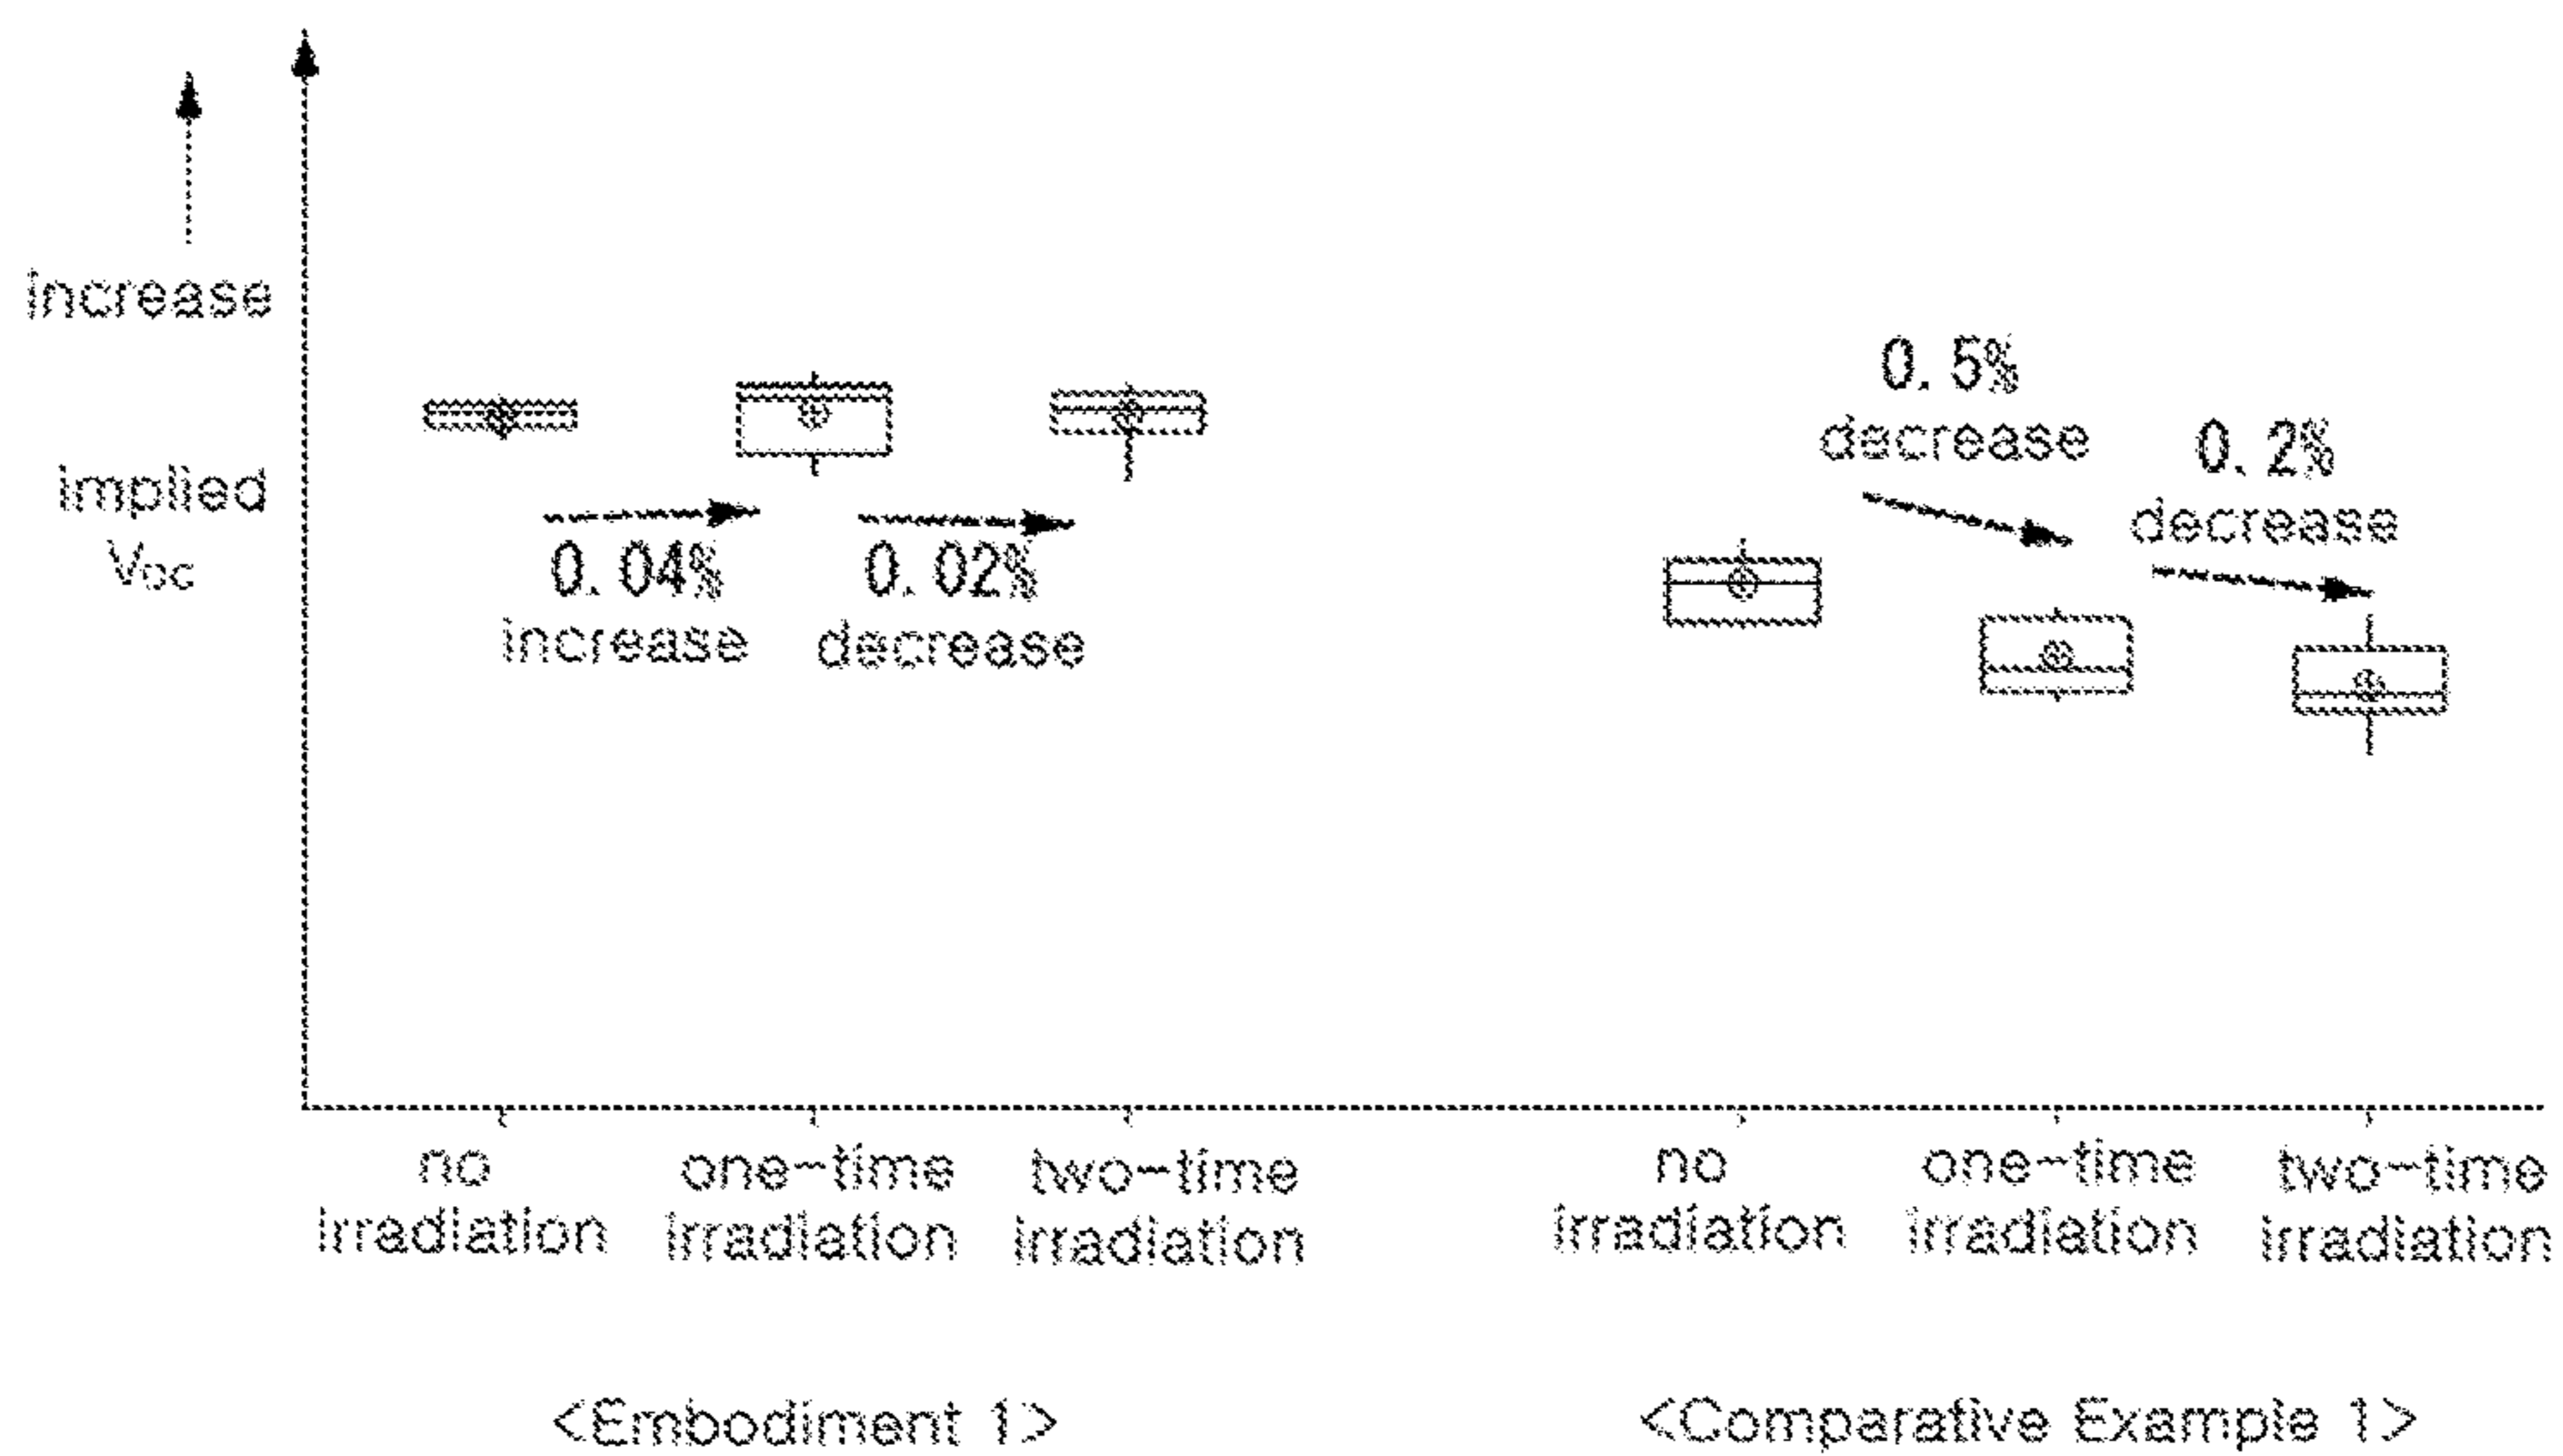 increase
implied
Voc
0.04%
increase
0.02%
decrease
0.5%
decrease
0.2%
decrease
no
irradiation
one-time
irradiation
two-time
irradiation
no
irradiation
one-time
irradiation
two-time
irradiation
<Embodiment 1>
<Comparative Example 1>